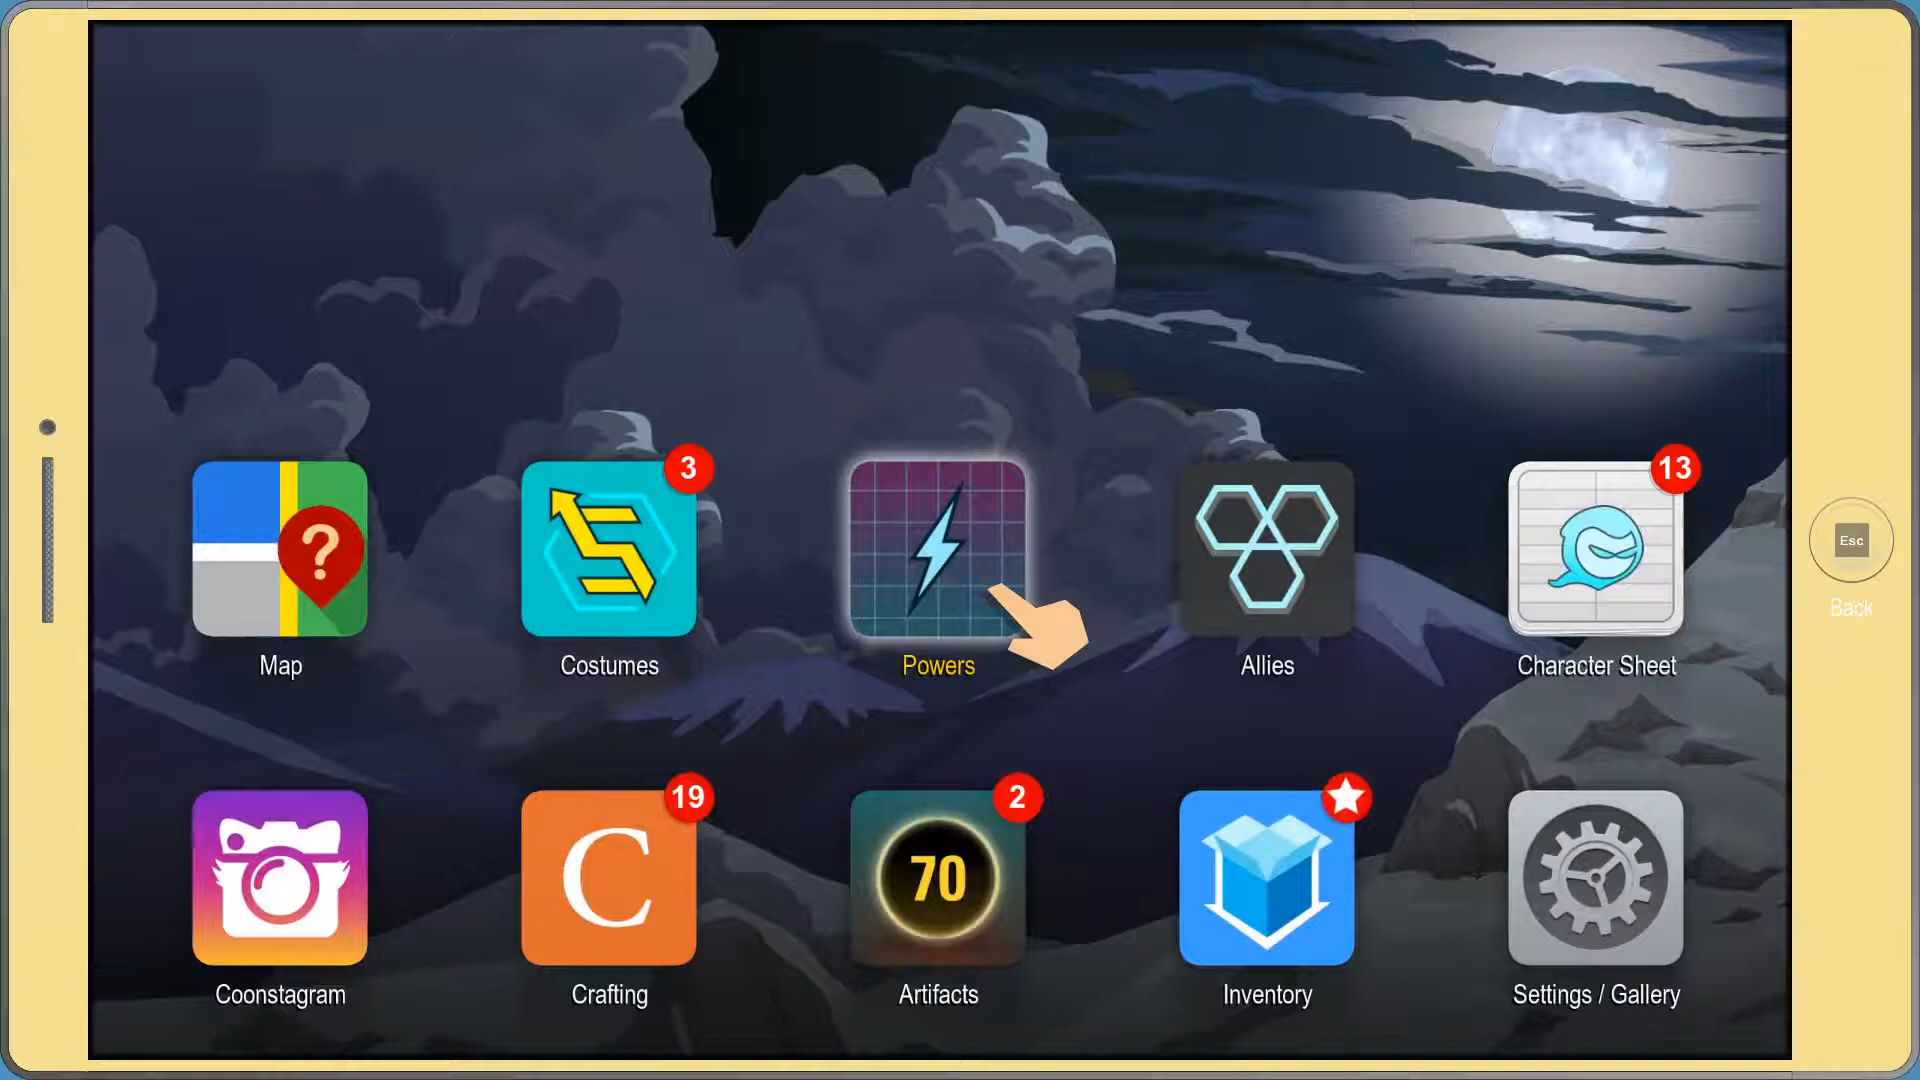 3
13
?
Map
Costumes
Powers
Allies
Character Sheet
Esc
Back
19
2
C
70
Coonstagram
Crafting
Artifacts
Inventory
Settings / Gallery